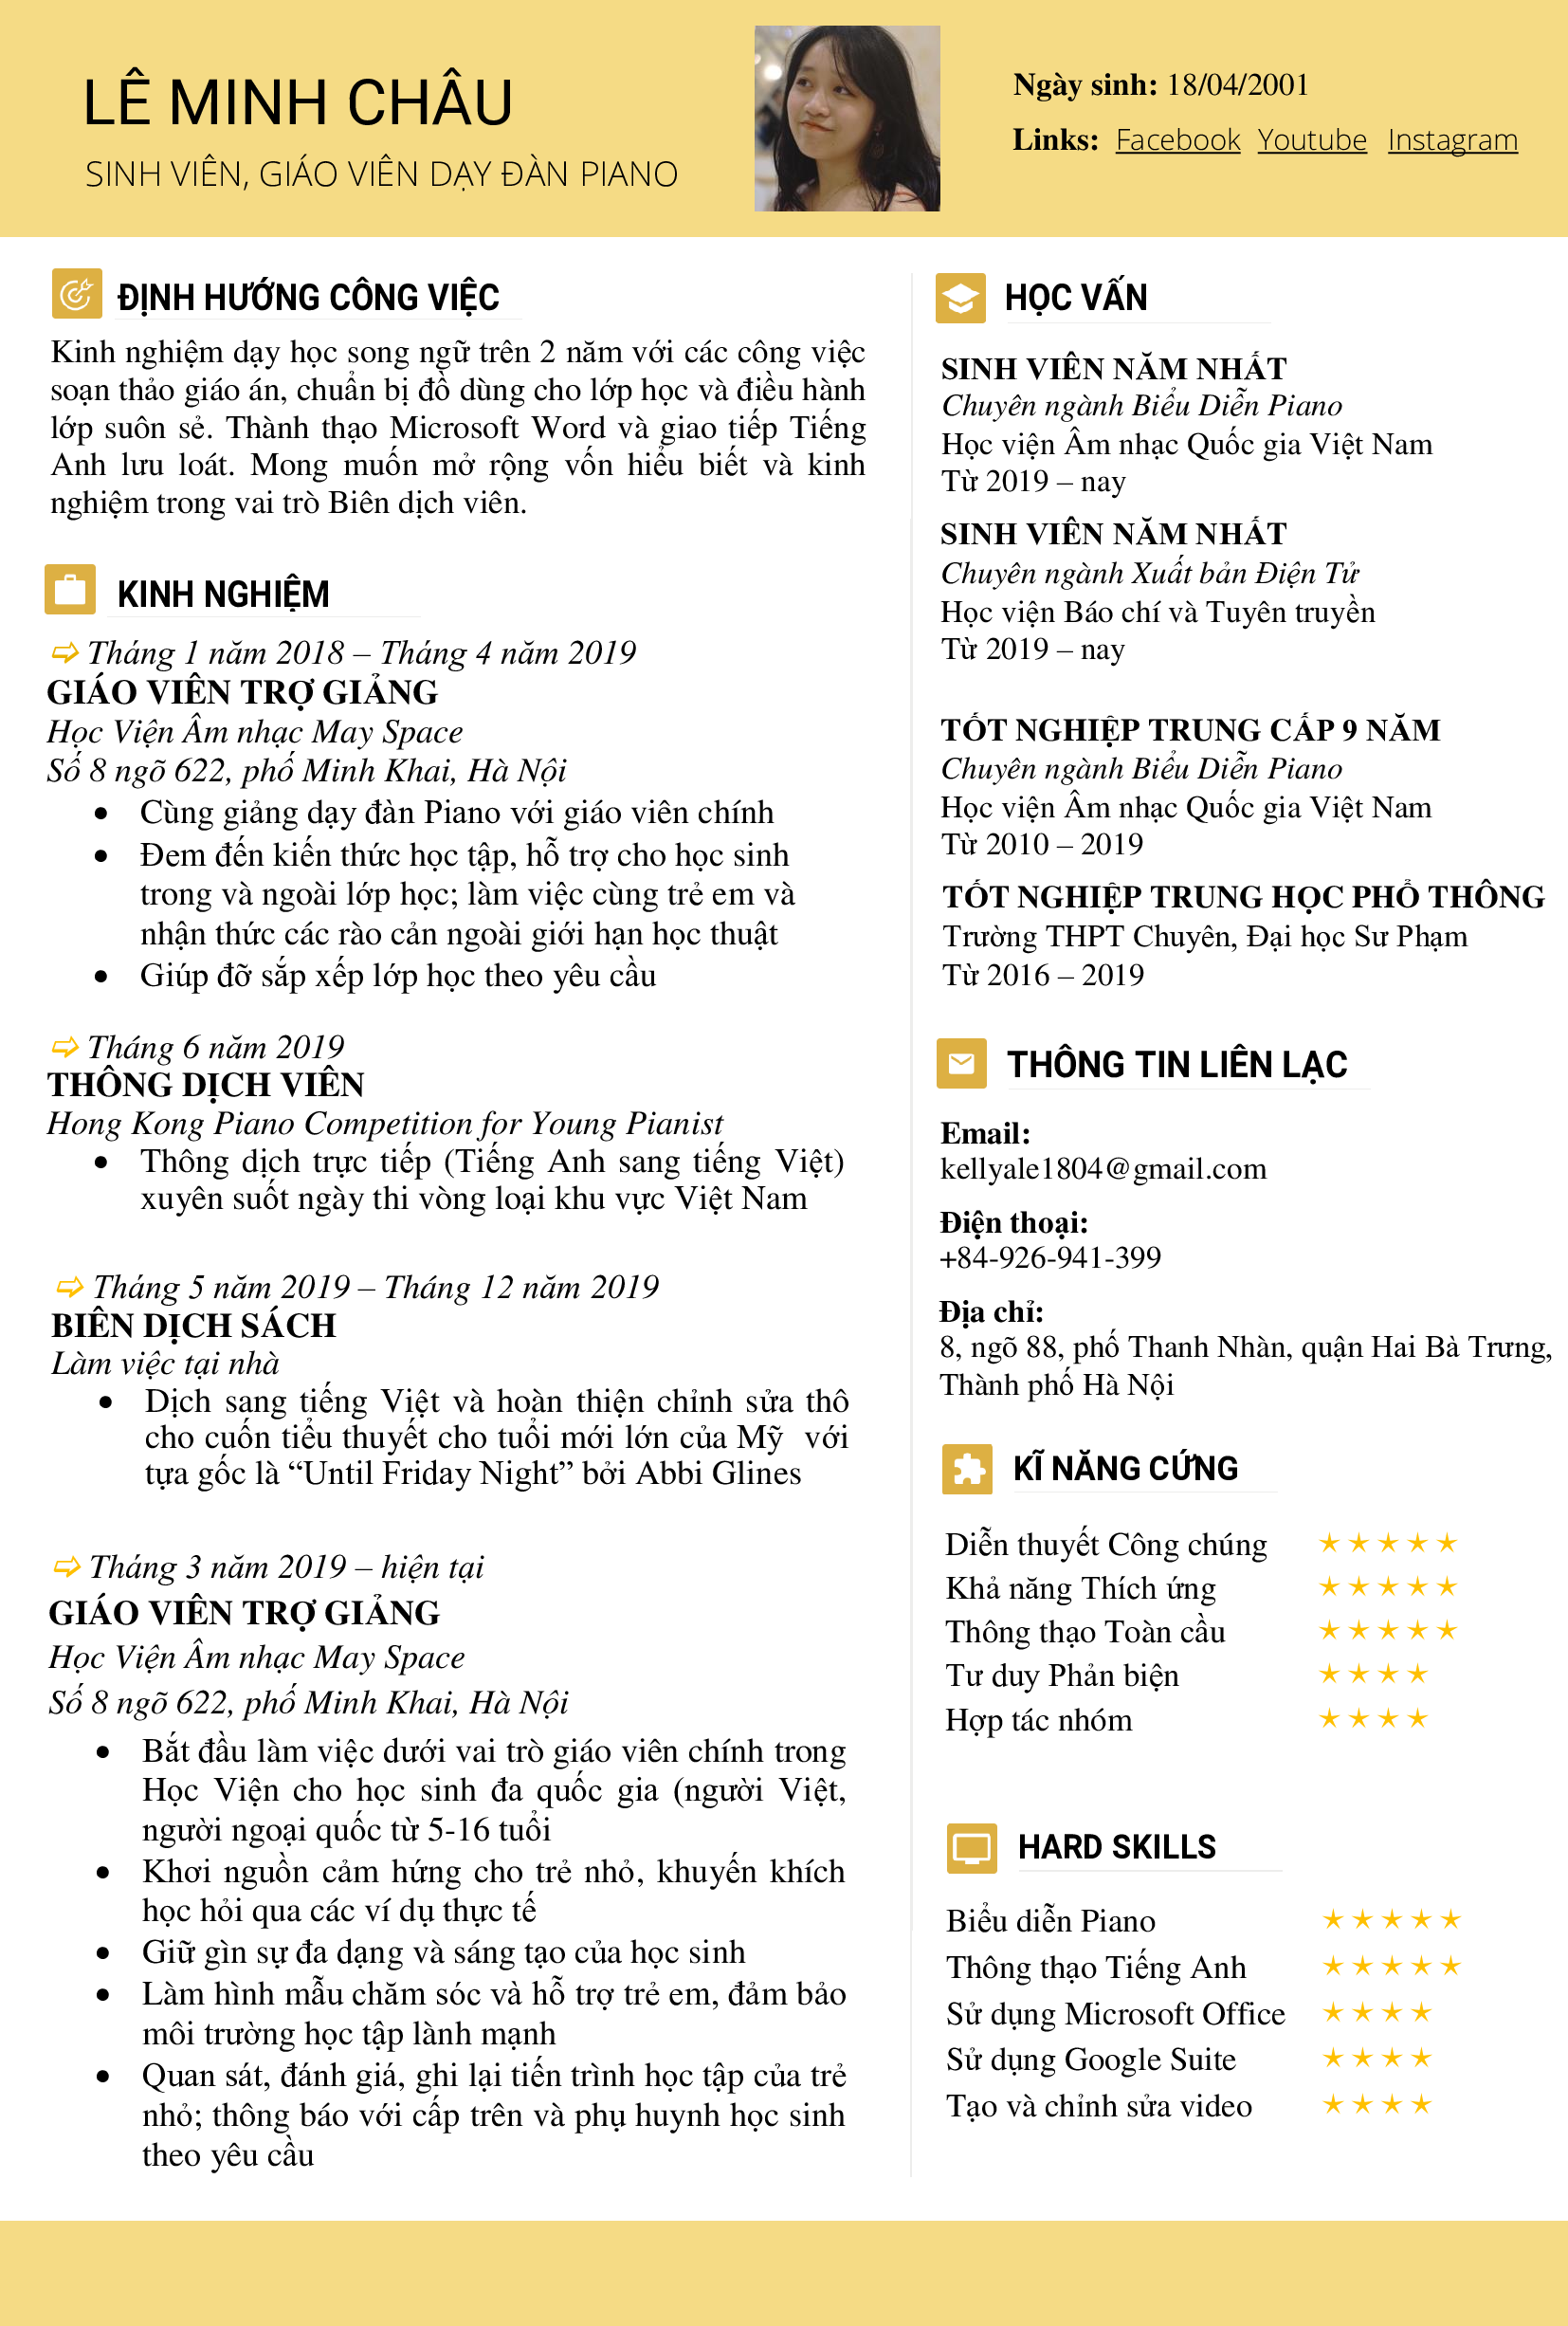 LÊ MINH CHÂU
SINH VIÊN, GIÁO VIÊN DẠY ĐÀN PIANO
Ngày sinh: 18/04/2001
Links: Facebook Youtube Instagram
ĐỊNH HƯỚNG CÔNG VIỆC
Kinh nghiệm dạy học song ngữ trên 2 năm với các công việc
soạn thảo giáo án, chuẩn bị đồ dùng cho lớp học và điều hành
lớp suôn sẻ. Thành thạo Microsoft Word và giao tiếp Tiếng
Anh lưu loát. Mong muốn mở rộng vốn hiểu biết và kinh
nghiệm trong vai trò Biên dịch viên.
KINH NGHIỆM
➩ Tháng 1 năm 2018 – Tháng 4 năm 2019
GIÁO VIÊN TRỢ GIẢNG
Học Viện Âm nhạc May Space
Số 8 ngõ 622, phố Minh Khai, Hà Nội
• Cùng giảng dạy đàn Piano với giáo viên chính
• Đem đến kiến thức học tập, hỗ trợ cho học sinh
trong và ngoài lớp học; làm việc cùng trẻ em và
nhận thức các rào cản ngoài giới hạn học thuật
• Giúp đỡ sắp xếp lớp học theo yêu cầu
➩ Tháng 6 năm 2019
THÔNG DỊCH VIÊN
Hong Kong Piano Competition for Young Pianist
• Thông dịch trực tiếp (Tiếng Anh sang tiếng Việt)
xuyên suốt ngày thi vòng loại khu vực Việt Nam
➩ Tháng 5 năm 2019 – Tháng 12 năm 2019
BIÊN DỊCH SÁCH
Làm việc tại nhà
• Dịch sang tiếng Việt và hoàn thiện chỉnh sửa thô
cho cuốn tiểu thuyết cho tuổi mới lớn của Mỹ với
tựa gốc là “Until Friday Night” bởi Abbi Glines
➩ Tháng 3 năm 2019 – hiện tại
GIÁO VIÊN TRỢ GIẢNG
Học Viện Âm nhạc May Space
Số 8 ngõ 622, phố Minh Khai, Hà Nội
• Bắt đầu làm việc dưới vai trò giáo viên chính trong
Học Viện cho học sinh đa quốc gia (người Việt,
người ngoại quốc từ 5-16 tuổi
• Khơi nguồn cảm hứng cho trẻ nhỏ, khuyến khích
học hỏi qua các ví dụ thực tế
• Giữ gìn sự đa dạng và sáng tạo của học sinh
• Làm hình mẫu chăm sóc và hỗ trợ trẻ em, đảm bảo
môi trường học tập lành mạnh
• Quan sát, đánh giá, ghi lại tiến trình học tập của trẻ
nhỏ; thông báo với cấp trên và phụ huynh học sinh
theo yêu cầu
HỌC VẤN
SINH VIÊN NĂM NHẤT
Chuyên ngành Biểu Diễn Piano
Học viện Âm nhạc Quốc gia Việt Nam
Từ 2019 – nay
SINH VIÊN NĂM NHẤT
Chuyên ngành Xuất bản Điện Tử
Học viện Báo chí và Tuyên truyền
Từ 2019 – nay
TỐT NGHIỆP TRUNG CẤP 9 NĂM
Chuyên ngành Biểu Diễn Piano
Học viện Âm nhạc Quốc gia Việt Nam
Từ 2010 – 2019
TỐT NGHIỆP TRUNG HỌC PHỔ THÔNG
Trường THPT Chuyên, Đại học Sư Phạm
Từ 2016 – 2019
THÔNG TIN LIÊN LẠC
Email:
kellyale1804@gmail.com
Điện thoại:
+84-926-941-399
Địa chỉ:
8, ngõ 88, phố Thanh Nhàn, quận Hai Bà Trưng,
Thành phố Hà Nội
KĨ NĂNG CỨNG
Diễn thuyết Công chúng ★★★★★
Khả năng Thích ứng ★★★★★
Thông thạo Toàn cầu ★★★★★
Tư duy Phản biện ★★★★
Hợp tác nhóm ★★★★
HARD SKILLS
Biểu diễn Piano ★★★★★
Thông thạo Tiếng Anh ★★★★★
Sử dụng Microsoft Office ★★★★
Sử dụng Google Suite ★★★★
Tạo và chỉnh sửa video ★★★★